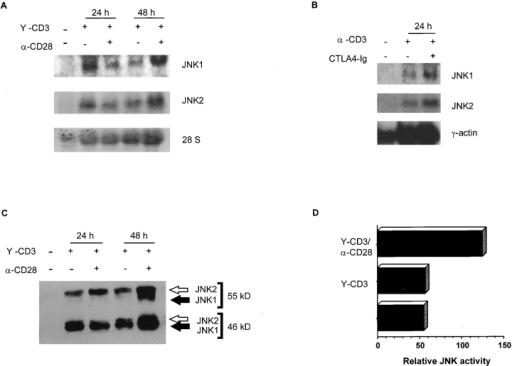 A
24 h 48 h
Y -CD3 - + + + +
α-CD28 - - + - +
JNK1
JNK2
28 S
B
24 h
α -CD3 - + +
CTLA4-Ig - - +
JNK1
JNK2
γ-actin
C
24 h 48 h
Y -CD3 - + + + +
α-CD28 - - + - +
JNK2
JNK1
55 kD
JNK2
JNK1
46 kD
D
Y-CD3/
α-CD28
Y-CD3
-
0 50 100 150
Relative JNK activity